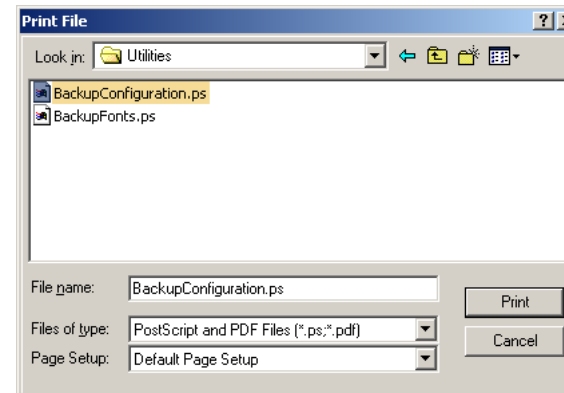 Print File
Look in: Utilities
BackupConfiguration.ps
BackupFonts.ps
File name: BackupConfiguration.ps
Print
Files of type: PostScript and PDF Files (*.ps;*.pdf)
Cancel
Page Setup: Default Page Setup